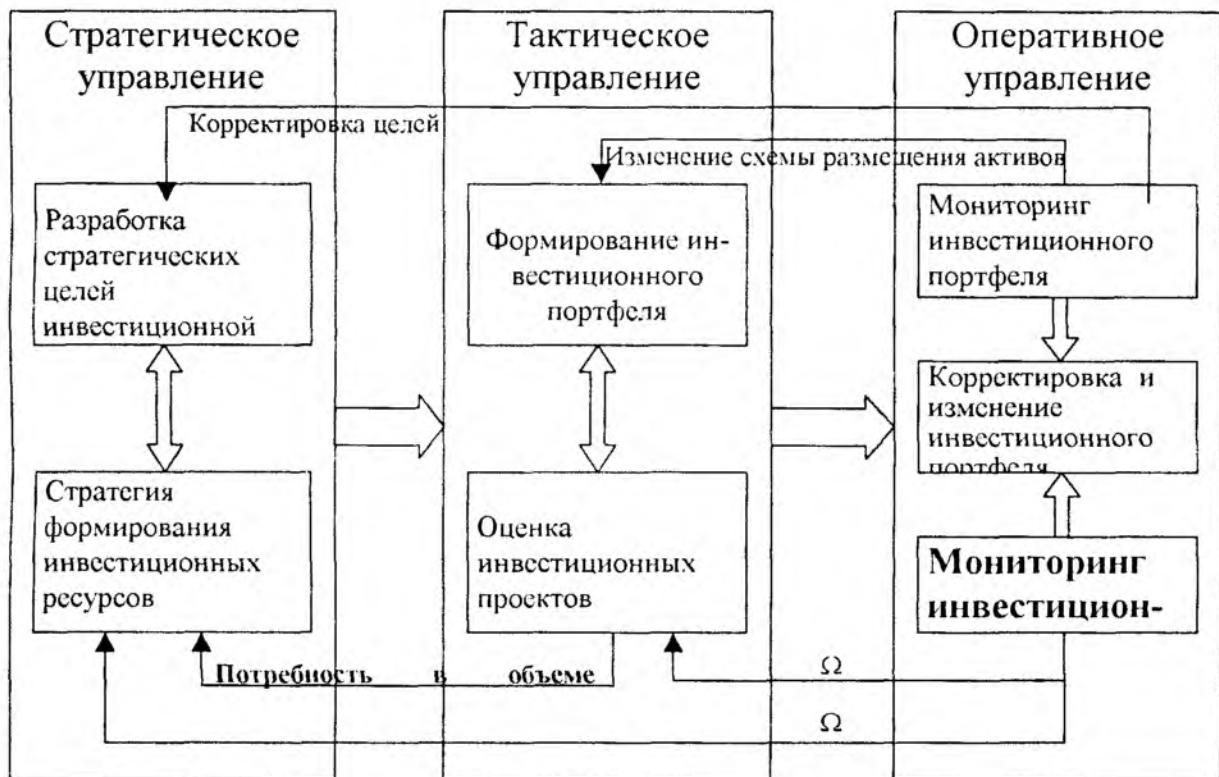 Стратегическое
управление
Тактическое
управление
Оперативное
управление
Корректировка целей
Изменение схемы размещения активов
Разработка
стратегических
целей
инвестиционной
Формирование ин-
вестиционного
портфеля
Мониторинг
инвестиционного
портфеля
Корректировка и
изменение
инвестиционного
портфеля
Стратегия
формирования
инвестиционных
ресурсов
Оценка
инвестиционных
проектов
Мониторинг
инвестицион-
Потребность в объеме
Ω
Ω